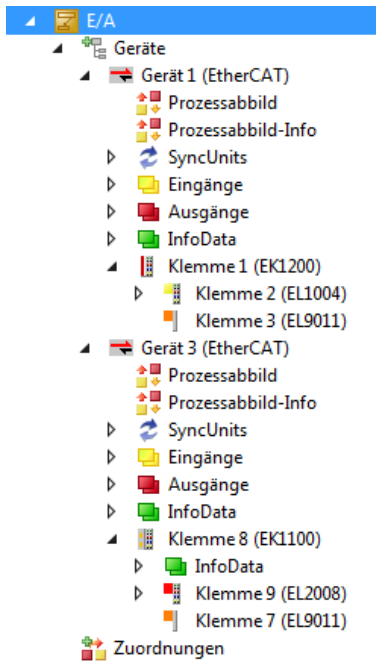 E/A
Geräte
Gerät 1 (EtherCAT)
Prozessabbild
Prozessabbild-Info
SyncUnits
Eingänge
Ausgänge
InfoData
Klemme 1 (EK1200)
Klemme 2 (EL1004)
Klemme 3 (EL9011)
Gerät 3 (EtherCAT)
Prozessabbild
Prozessabbild-Info
SyncUnits
Eingänge
Ausgänge
InfoData
Klemme 8 (EK1100)
InfoData
Klemme 9 (EL2008)
Klemme 7 (EL9011)
Zuordnungen